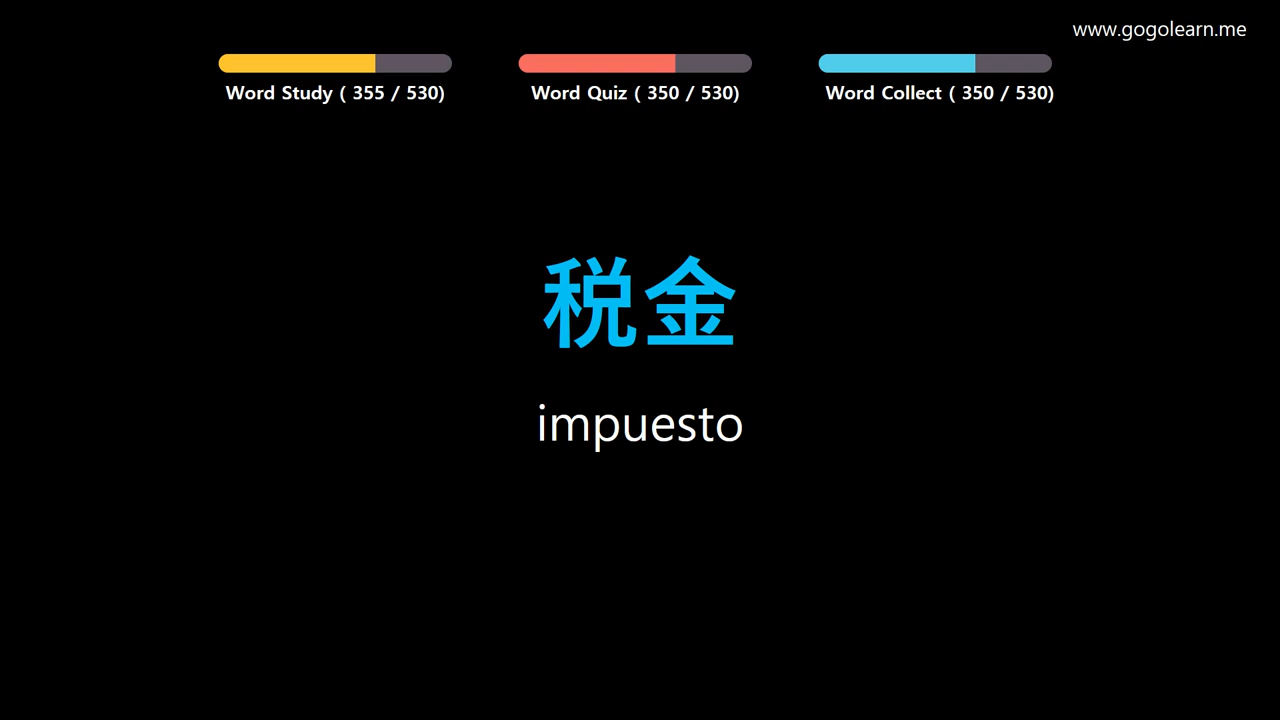 www.gogolearn.me
Word Study ( 355 / 530)
Word Quiz ( 350 / 530)
Word Collect ( 350 / 530)
税金
impuesto